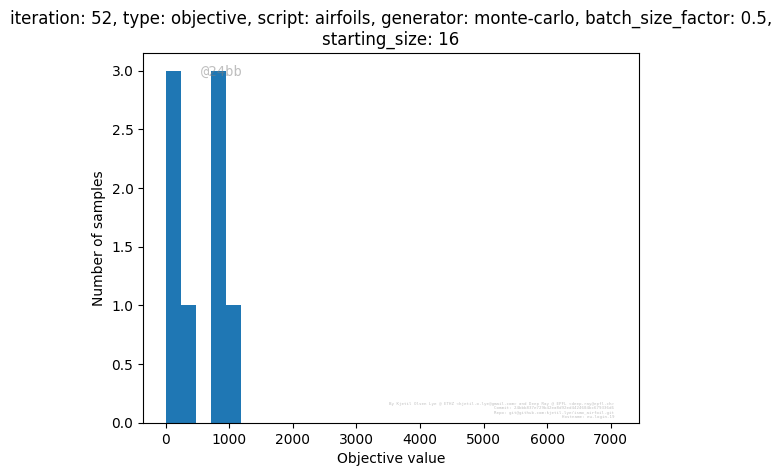 iteration: 52, type: objective, script: airfoils, generator: monte-carlo, batch_size_factor: 0.5,
starting_size: 16
@24bb
3.0
2.5
2.0
1.5
1.0
0.5
0.0
Number of samples
0 1000 2000 3000 4000 5000 6000 7000
Objective value